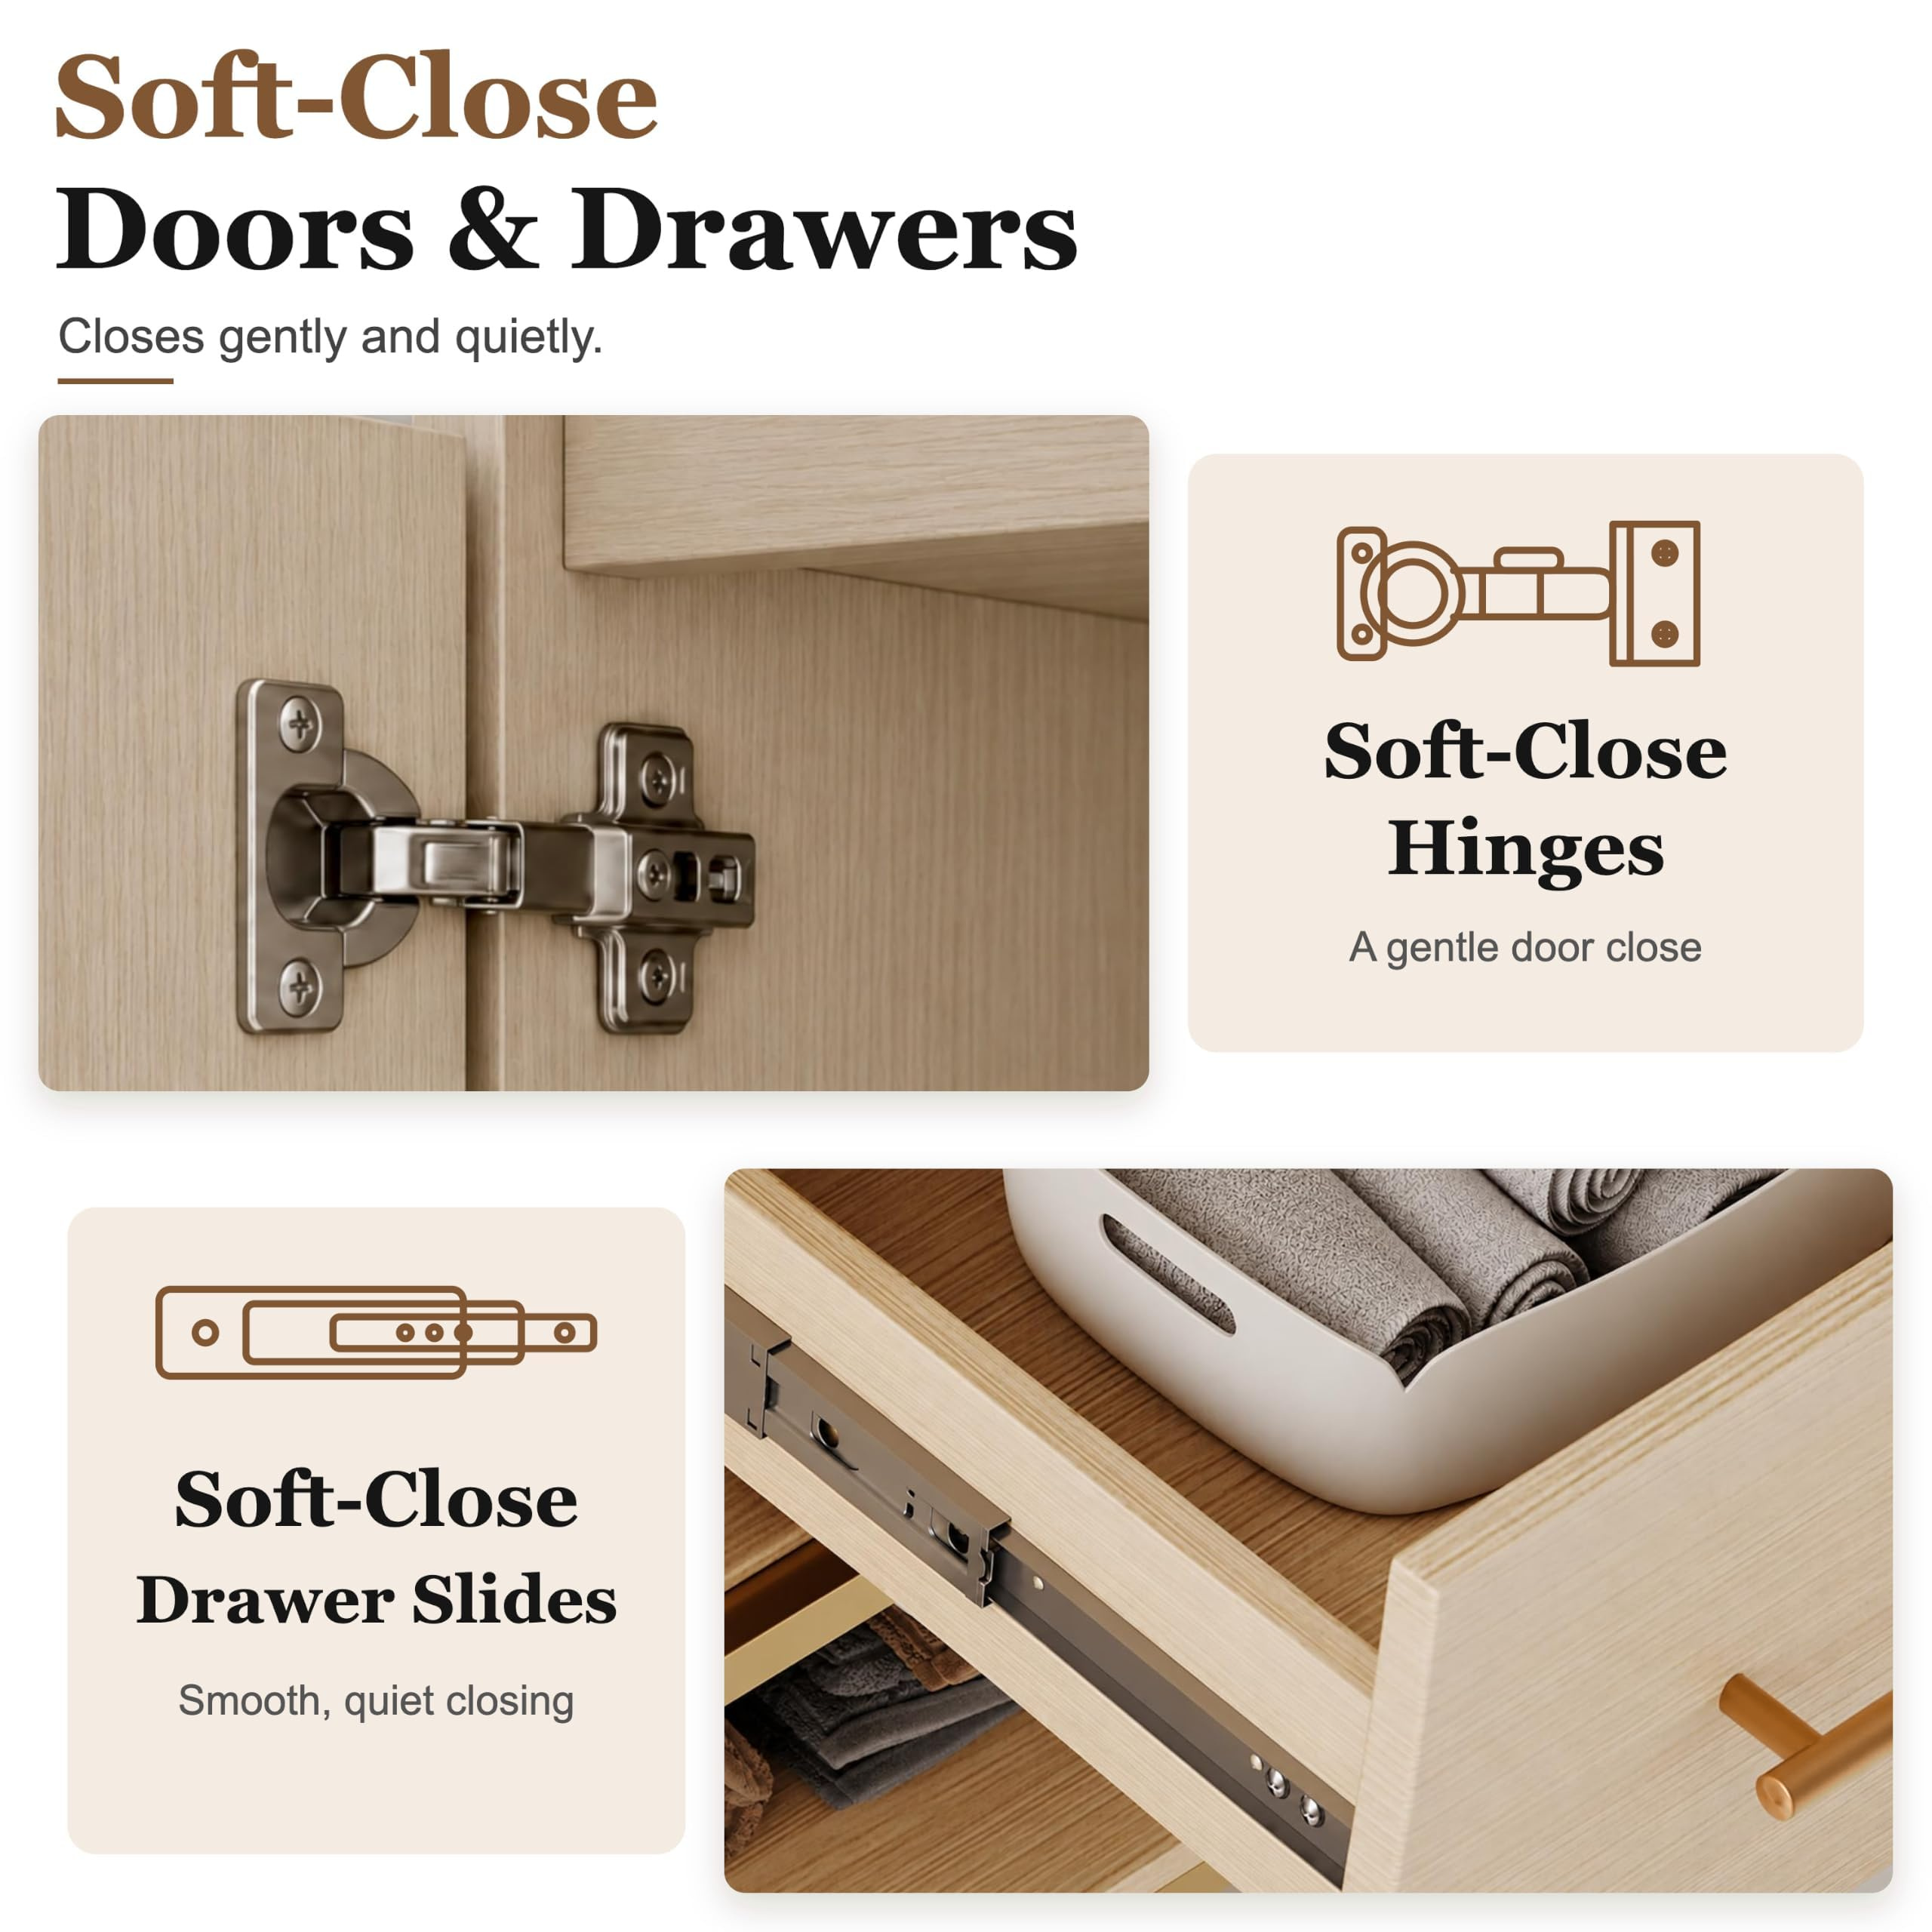 Soft-Close
Doors & Drawers
Closes gently and quietly.
Soft-Close
Hinges
A gentle door close
Soft-Close
Drawer Slides
Smooth, quiet closing